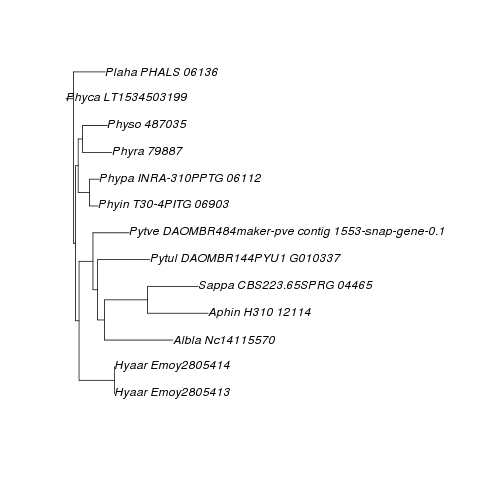 Plaha PHALS 06136
Phyca LT1534503199
Physo 487035
Phyra 79887
Phypa INRA-310PPTG 06112
Phyin T30-4PITG 06903
Pytve DAOMBR484maker-pve contig 1553-snap-gene-0.1
Pytul DAOMBR144PYU1 G010337
Sappa CBS223.65SPRG 04465
Aphin H310 12114
Albla Nc14115570
Hyaar Emoy2805414
Hyaar Emoy2805413